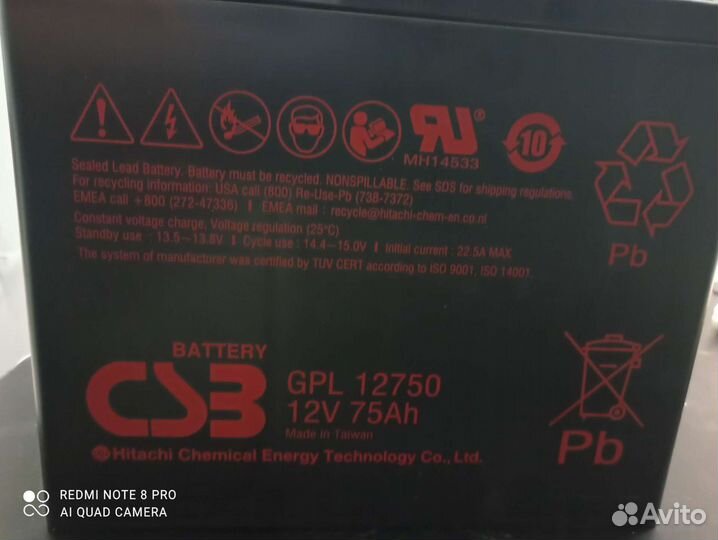 RU®
MH14533
10
Sealed Lead Battery. Battery must be recycled. NONSPILLABLE. See SDS for shipping regulations.
For recycling information: USA call (800) Re-Use-Pb (738-7372)
EMEA call +800 (272-47336) | EMEA mail : recycle@hitachi-chem-en.co.nl
Constant voltage charge, Voltage regulation (25°C)
Standby use : 13.5~13.8V | Cycle use : 14.4~15.0V | Initial current : 22.5A MAX
The system of manufacturer was certified by TUV CERT according to ISO 9001, ISO 14001.
Pb
BATTERY
CSB
GPL 12750
12V 75Ah
Made in Taiwan
Hitachi Chemical Energy Technology Co., Ltd.
Pb
REDMI NOTE 8 PRO
AI QUAD CAMERA
Avito